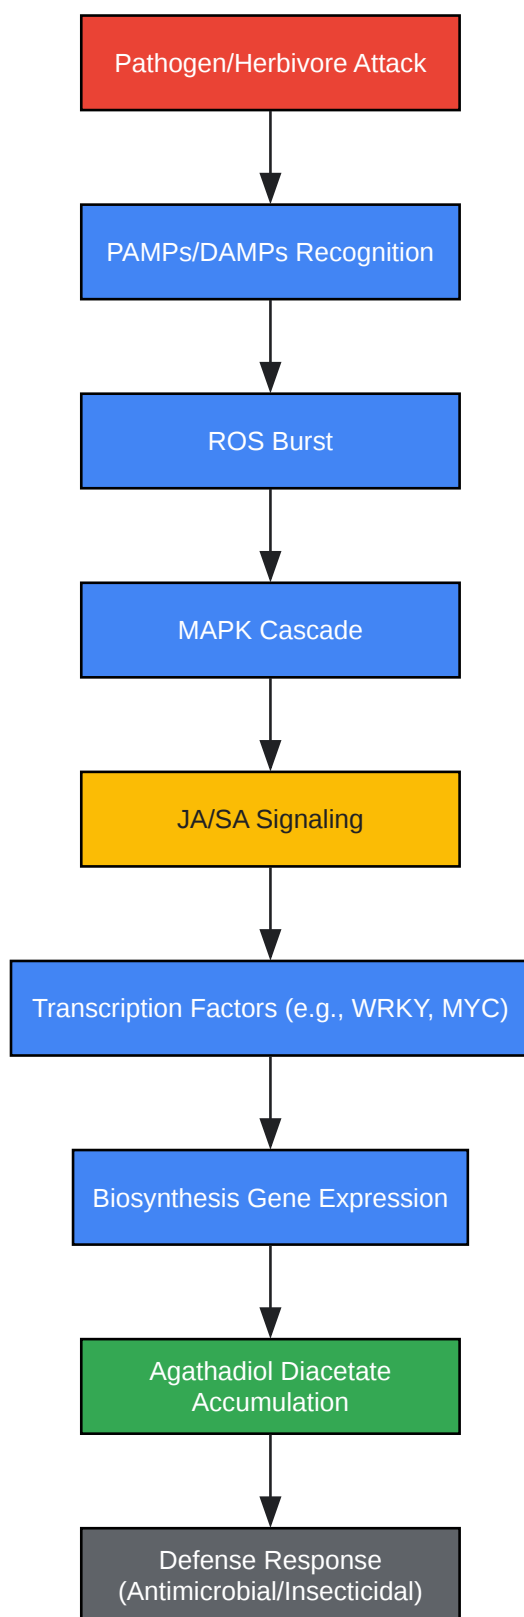 Pathogen/Herbivore Attack
PAMPs/DAMPs Recognition
ROS Burst
MAPK Cascade
JA/SA Signaling
Transcription Factors (e.g., WRKY, MYC)
Biosynthesis Gene Expression
Agathadiol Diacetate
Accumulation
Defense Response
(Antimicrobial/Insecticidal)